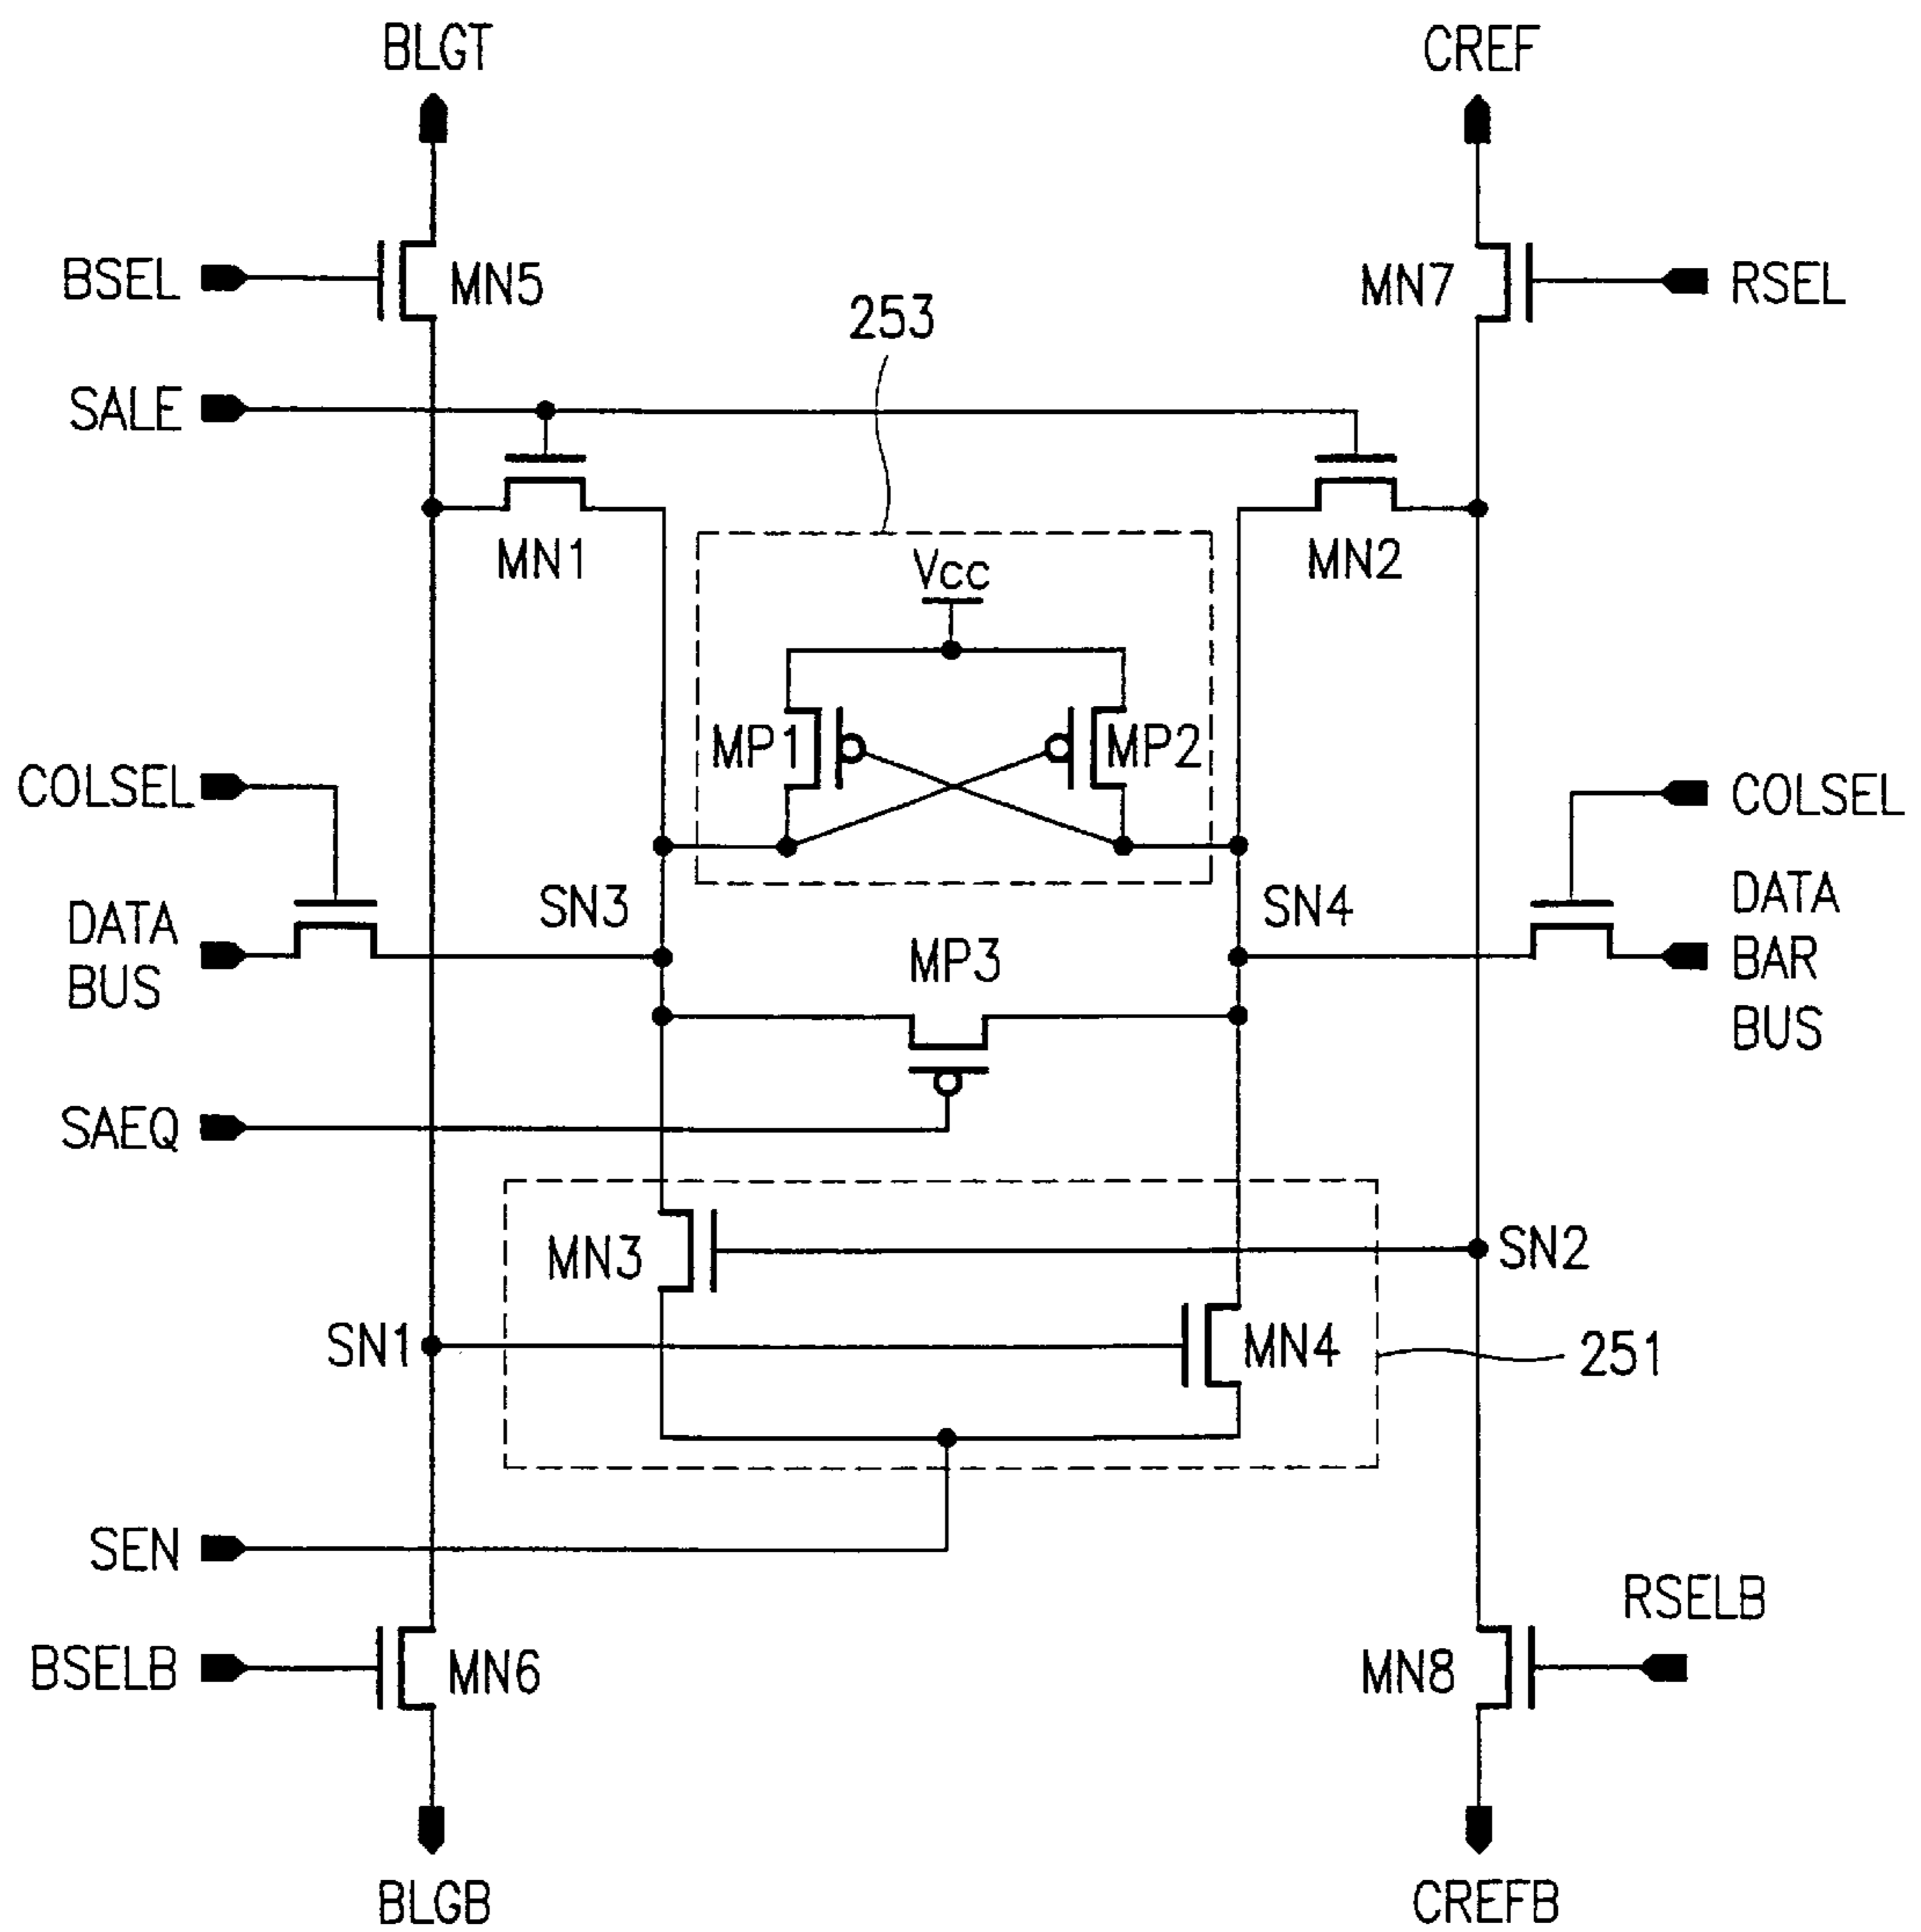 BLGT
CREF
BSEL
MN5
MN7
RSEL
253
SALE
MN1
MN2
Vcc
MP1
MP2
COLSEL
COLSEL
SN3
SN4
DATA
BUS
DATA
BAR
BUS
MP3
SAEQ
MN3
SN2
SN1
MN4
251
SEN
RSELB
BSELB
MN6
MN8
BLGB
CREFB